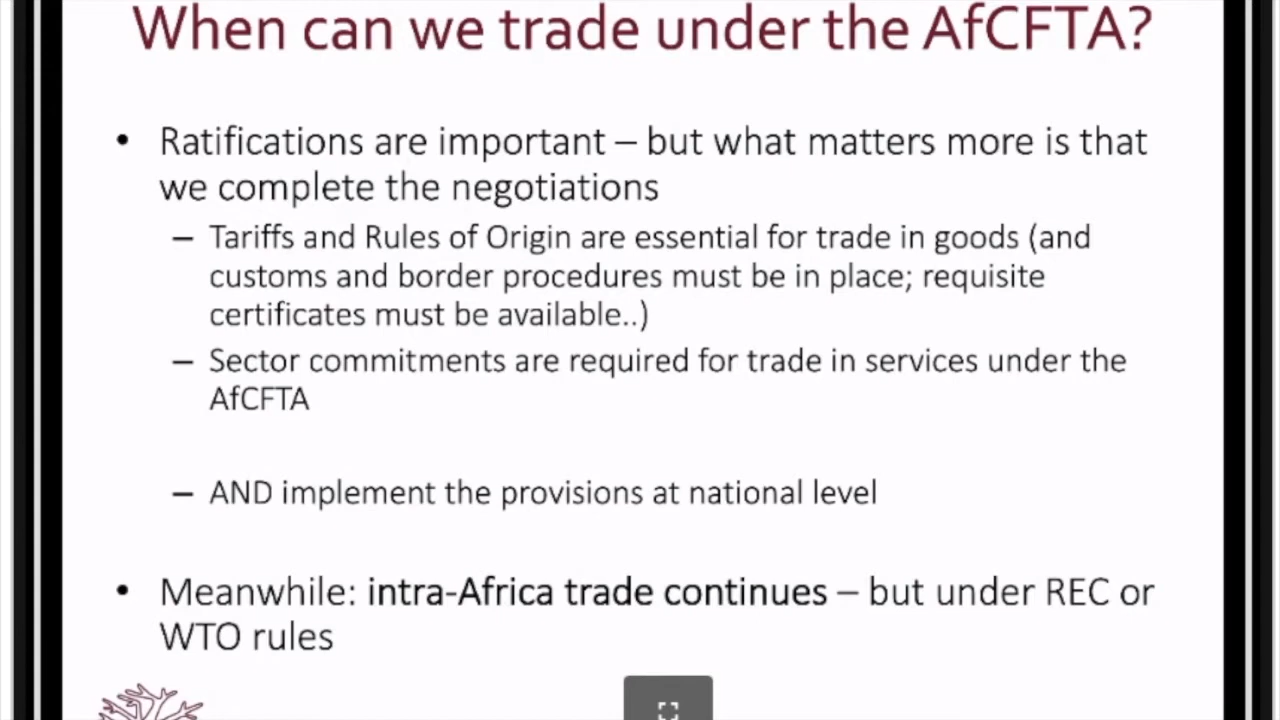 When can we trade under the AfCFTA?
• Ratifications are important – but what matters more is that
we complete the negotiations
– Tariffs and Rules of Origin are essential for trade in goods (and
customs and border procedures must be in place; requisite
certificates must be available..)
– Sector commitments are required for trade in services under the
AfCFTA
– AND implement the provisions at national level
• Meanwhile: intra-Africa trade continues – but under REC or
WTO rules